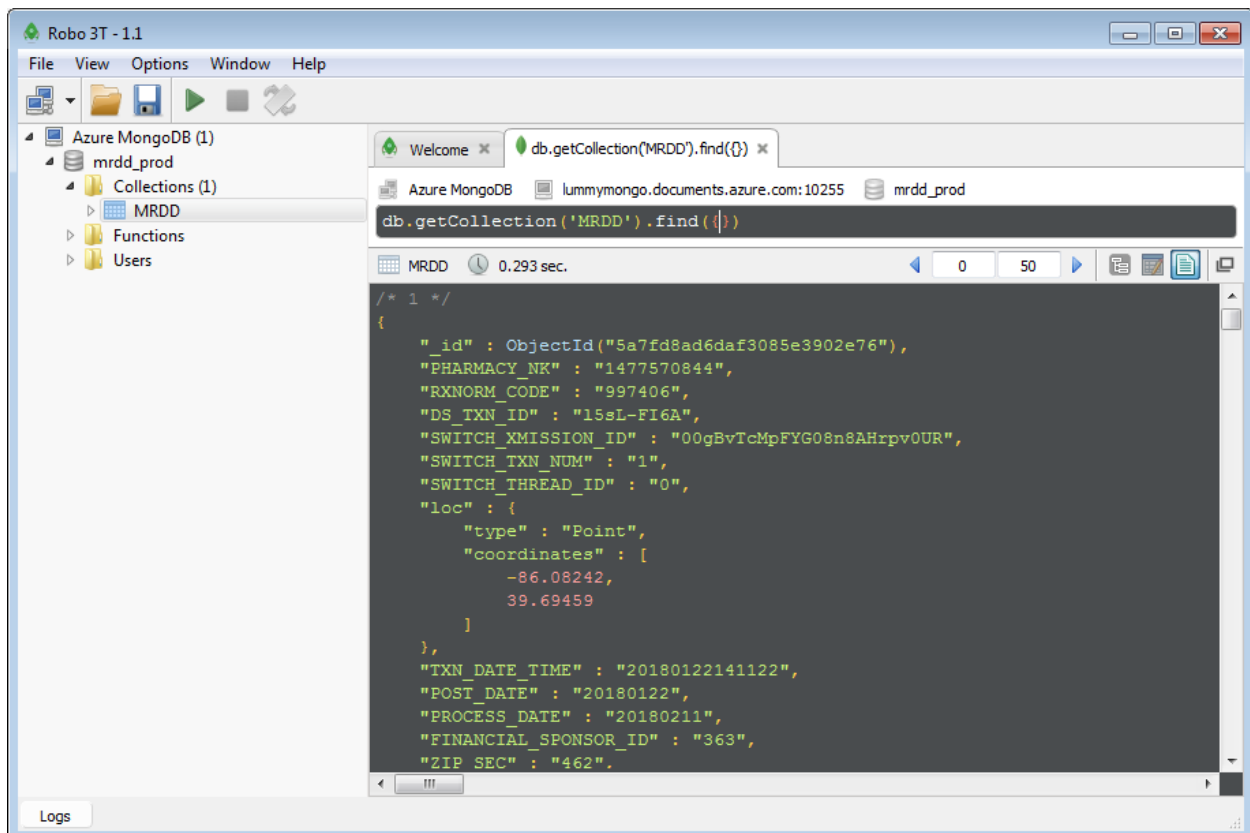 Robo 3T - 1.1
File View Options Window Help
Azure MongoDB (1)
mrdd_prod
Collections (1)
MRDD
Functions
Users
Welcome
db.getCollection('MRDD').find({})
Azure MongoDB lummymongo.documents.azure.com:10255 mrdd_prod
db.getCollection('MRDD').find({})
MRDD 0.293 sec. 0 50
/* 1 */
{
"_id" : ObjectId("5a7fd8ad6daf3085e3902e76"),
"PHARMACY_NK" : "1477570844",
"RXNORM_CODE" : "997406",
"DS_TXN_ID" : "l5sL-FI6A",
"SWITCH_XMISSION_ID" : "00gBvTcMpFYG08n8AHrpv0UR",
"SWITCH_TXN_NUM" : "1",
"SWITCH_THREAD_ID" : "0",
"loc" : {
"type" : "Point",
"coordinates" : [
-86.08242,
39.69459
]
},
"TXN_DATE_TIME" : "20180122141122",
"POST_DATE" : "20180122",
"PROCESS_DATE" : "20180211",
"FINANCIAL_SPONSOR_ID" : "363",
"ZIP_SEC" : "462",
Logs